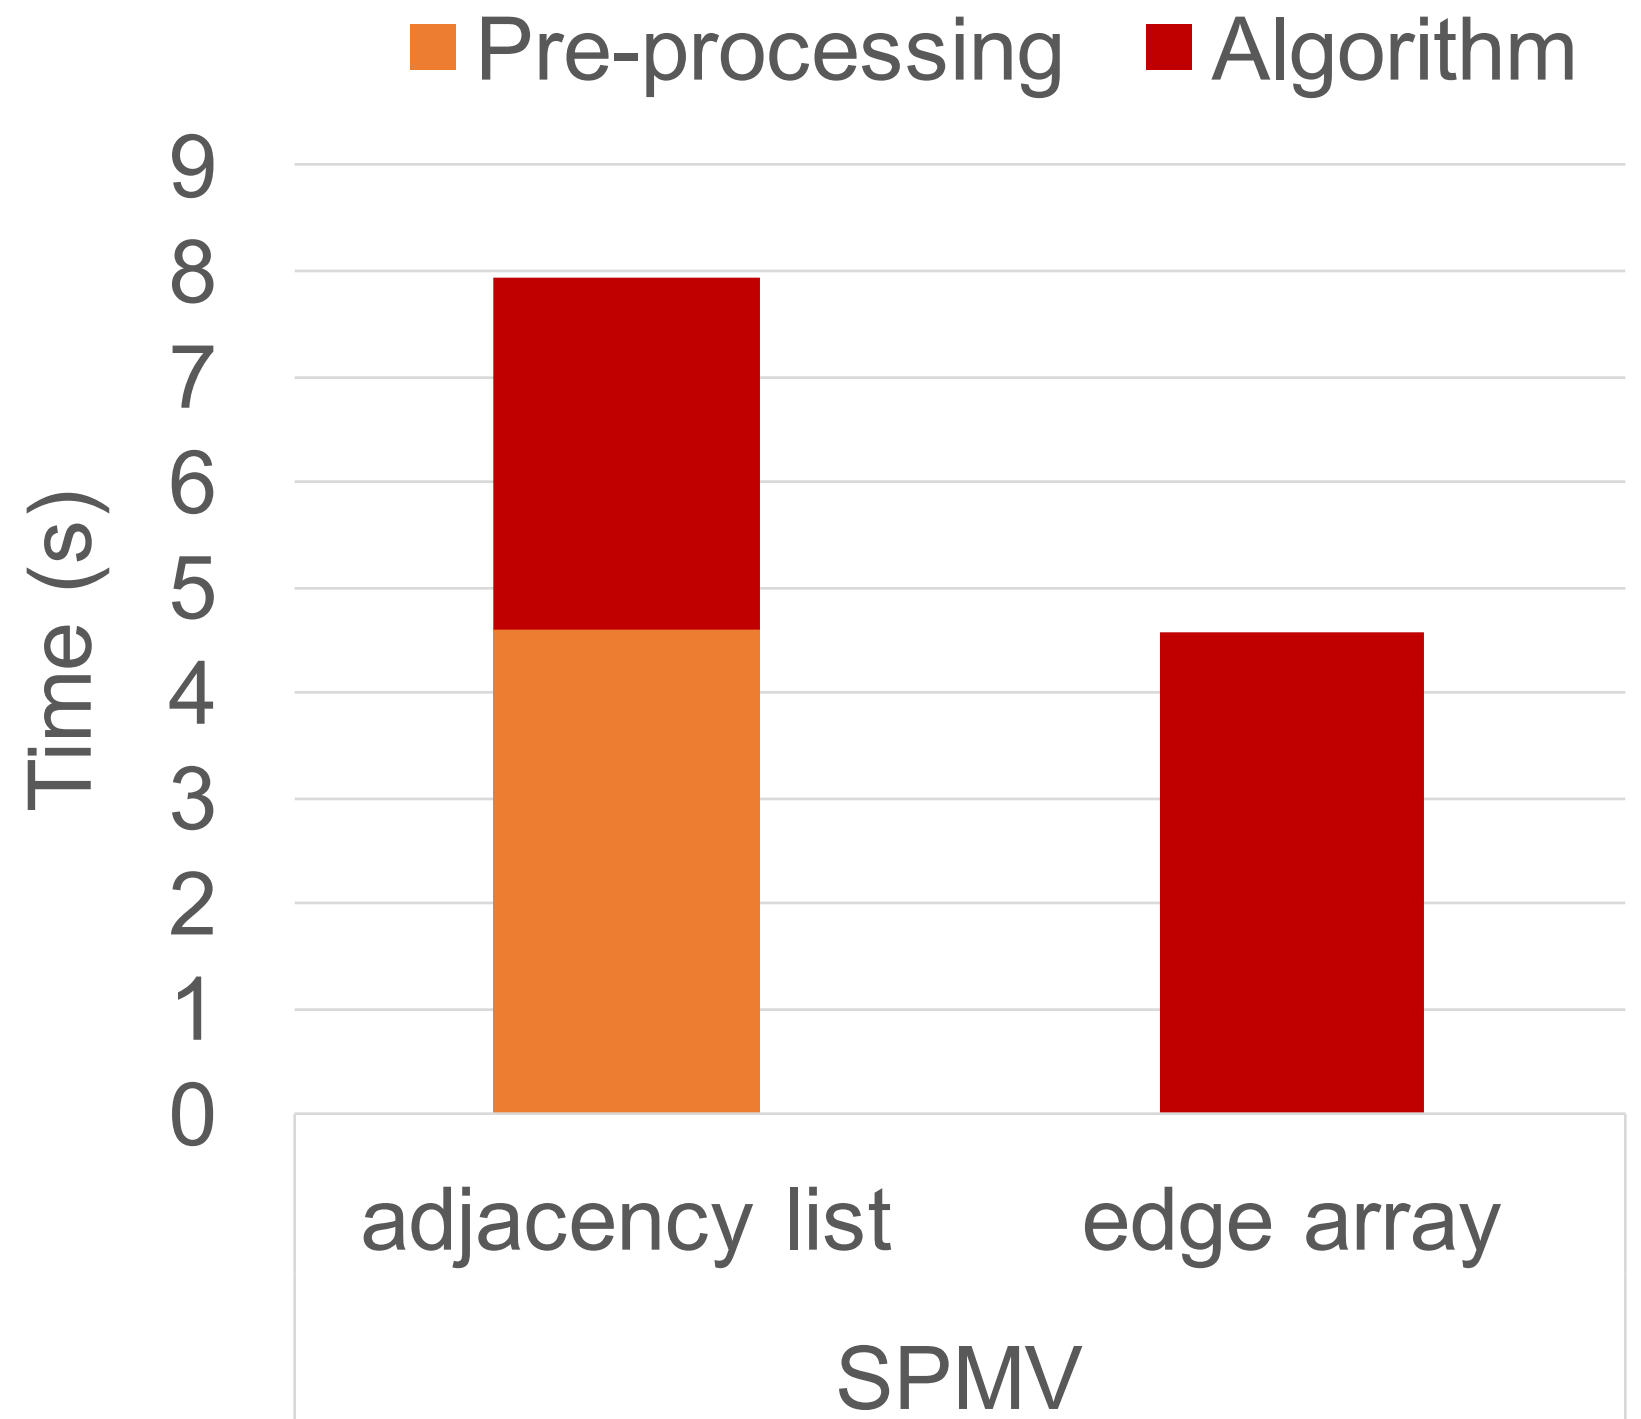 Pre-processing Algorithm
9
8
7
6
5
4
3
2
1
0
Time (s)
adjacency list edge array
SPMV